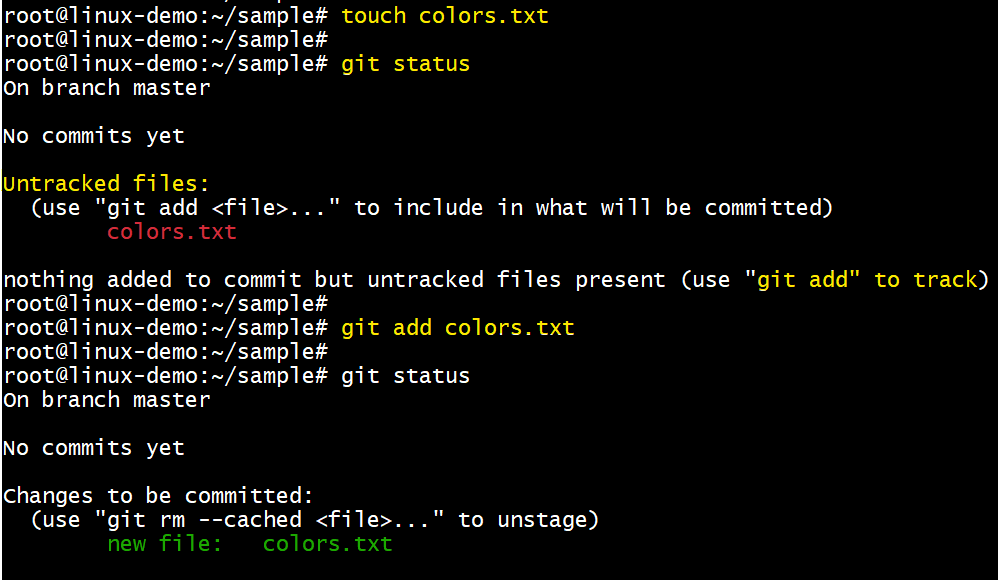 root@linux-demo:~/sample# touch colors.txt
root@linux-demo:~/sample#
root@linux-demo:~/sample# git status
On branch master
No commits yet
Untracked files:
  (use "git add <file>..." to include in what will be committed)
        colors.txt
nothing added to commit but untracked files present (use "git add" to track)
root@linux-demo:~/sample#
root@linux-demo:~/sample# git add colors.txt
root@linux-demo:~/sample#
root@linux-demo:~/sample# git status
On branch master
No commits yet
Changes to be committed:
  (use "git rm --cached <file>..." to unstage)
        new file:   colors.txt